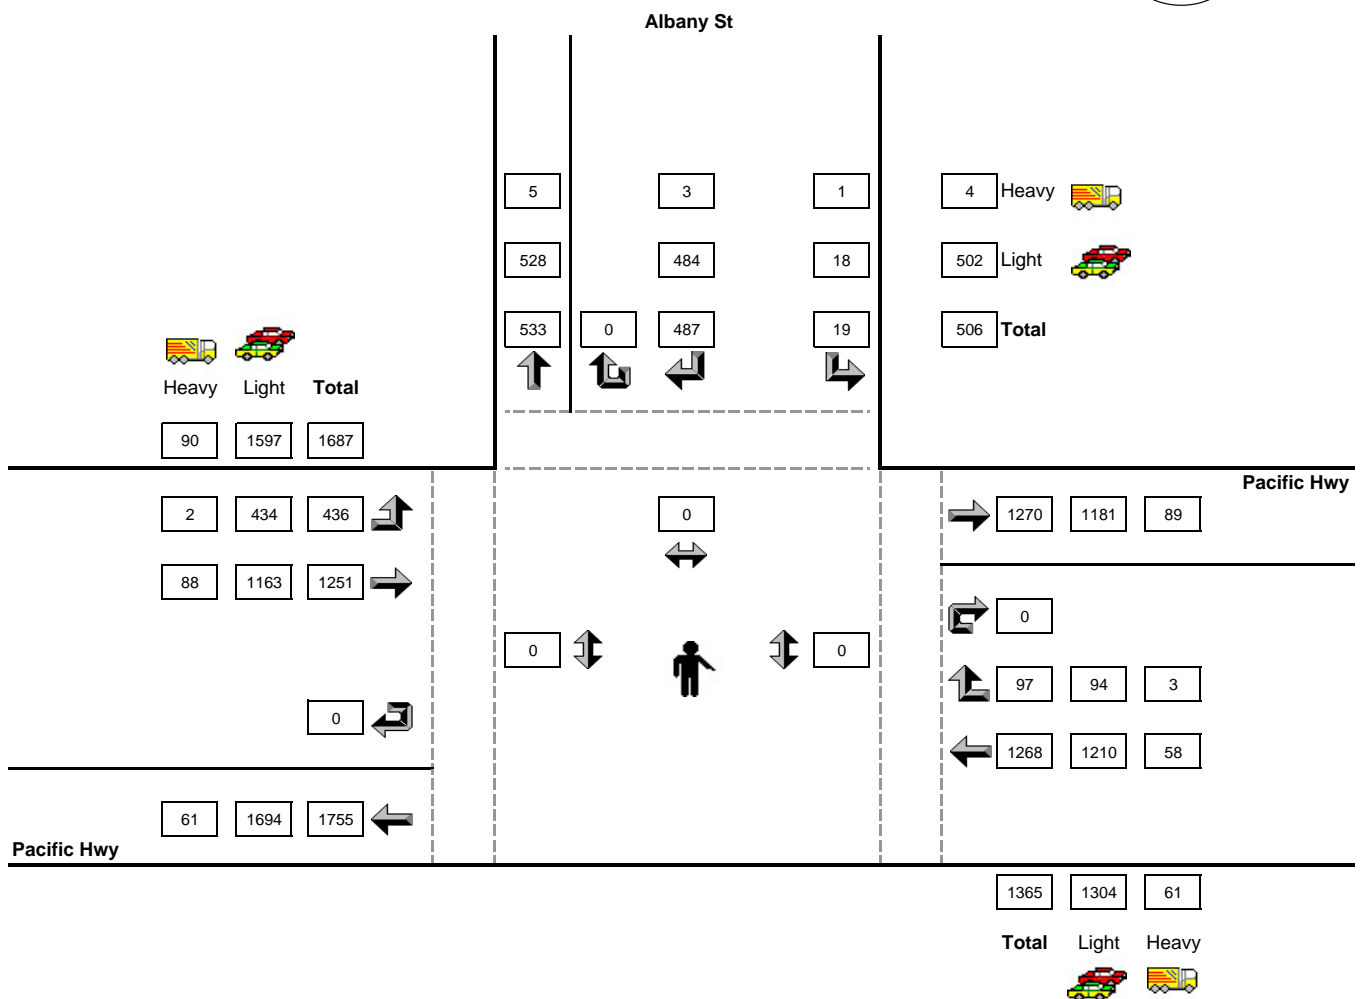 Albany St
5 3 1 4 Heavy
528 484 18 502 Light
533 0 487 19 506 Total
Heavy Light Total
90 1597 1687
Pacific Hwy
2 434 436 0 1270 1181 89
88 1163 1251
0
0 0
97 94 3
0
1268 1210 58
61 1694 1755
Pacific Hwy
1365 1304 61
Total Light Heavy